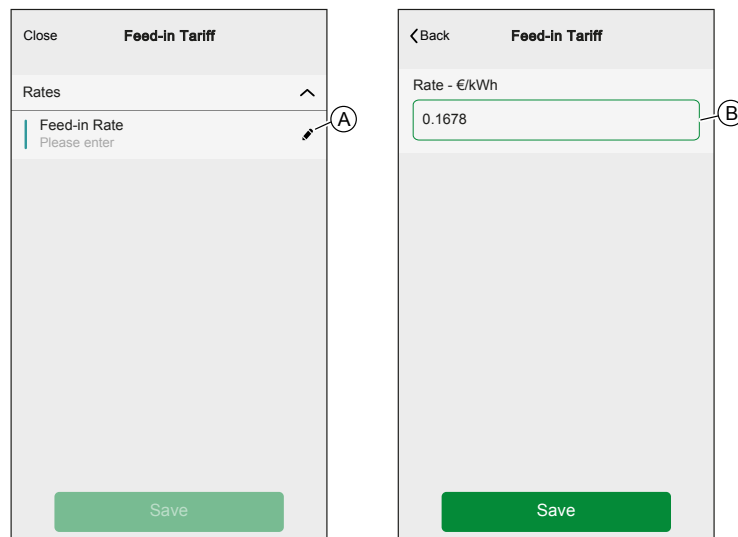 Close
Feed-in Tariff
Rates
Feed-in Rate
Please enter
A
Save
Back
Feed-in Tariff
Rate - €/kWh
0.1678
B
Save